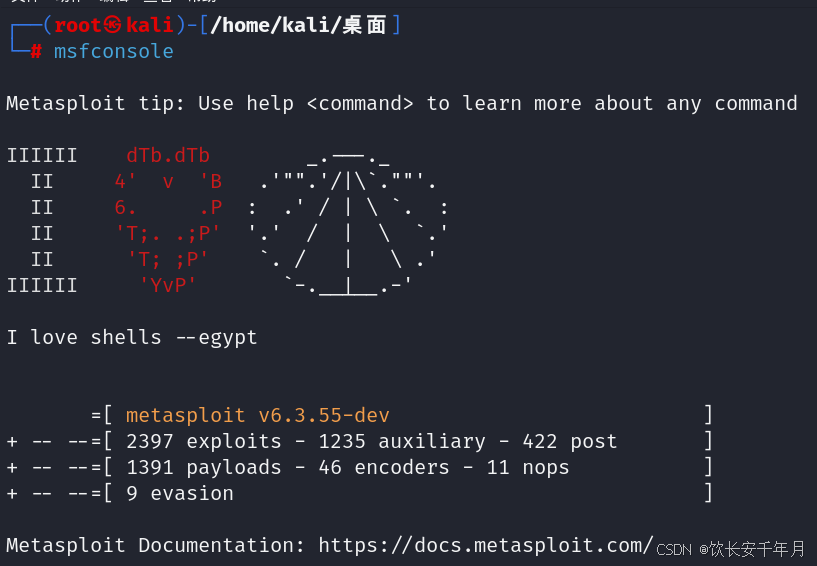 ┌──(root㉿kali)-[/home/kali/桌面]
└─# msfconsole
Metasploit tip: Use help <command> to learn more about any command
IIIIII    dTb.dTb        _.---._
  II     4'  v  'B   .'"".'/|\`.""'.
  II     6.     .P  :  .' / | \ `.  :
  II     'T;. .;P'  '.'  /  |  \  `.'
  II      'T; ;P'    `. /   |   \ .'
IIIIII     'YvP'       `-.__|__.-'
I love shells --egypt
       =[ metasploit v6.3.55-dev                          ]
+ -- --=[ 2397 exploits - 1235 auxiliary - 422 post       ]
+ -- --=[ 1391 payloads - 46 encoders - 11 nops           ]
+ -- --=[ 9 evasion                                       ]
Metasploit Documentation: https://docs.metasploit.com/
CSDN @饮长安千年月